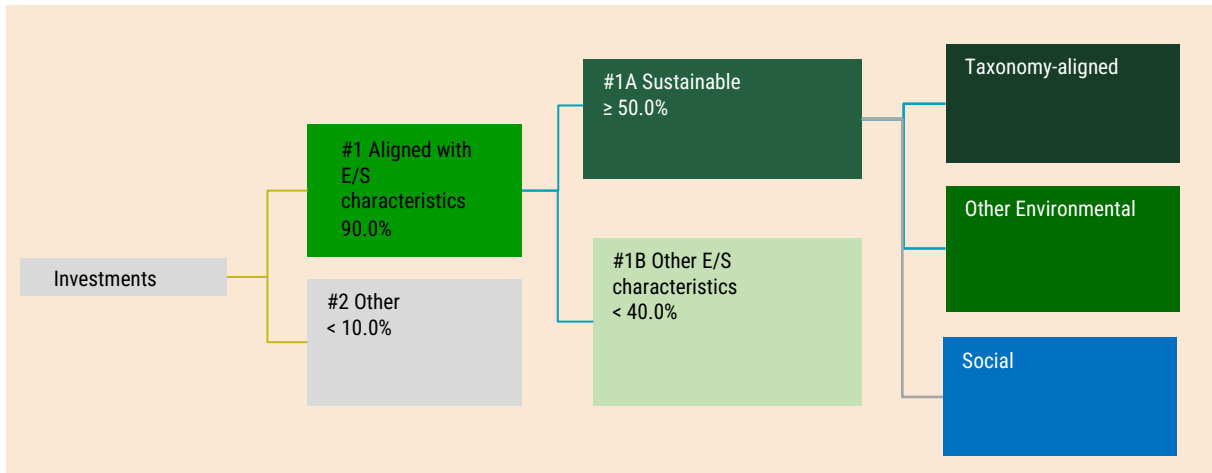 Investments
#1 Aligned with
E/S
characteristics
90.0%
#2 Other
< 10.0%
#1A Sustainable
≥ 50.0%
#1B Other E/S
characteristics
< 40.0%
Taxonomy-aligned
Other Environmental
Social